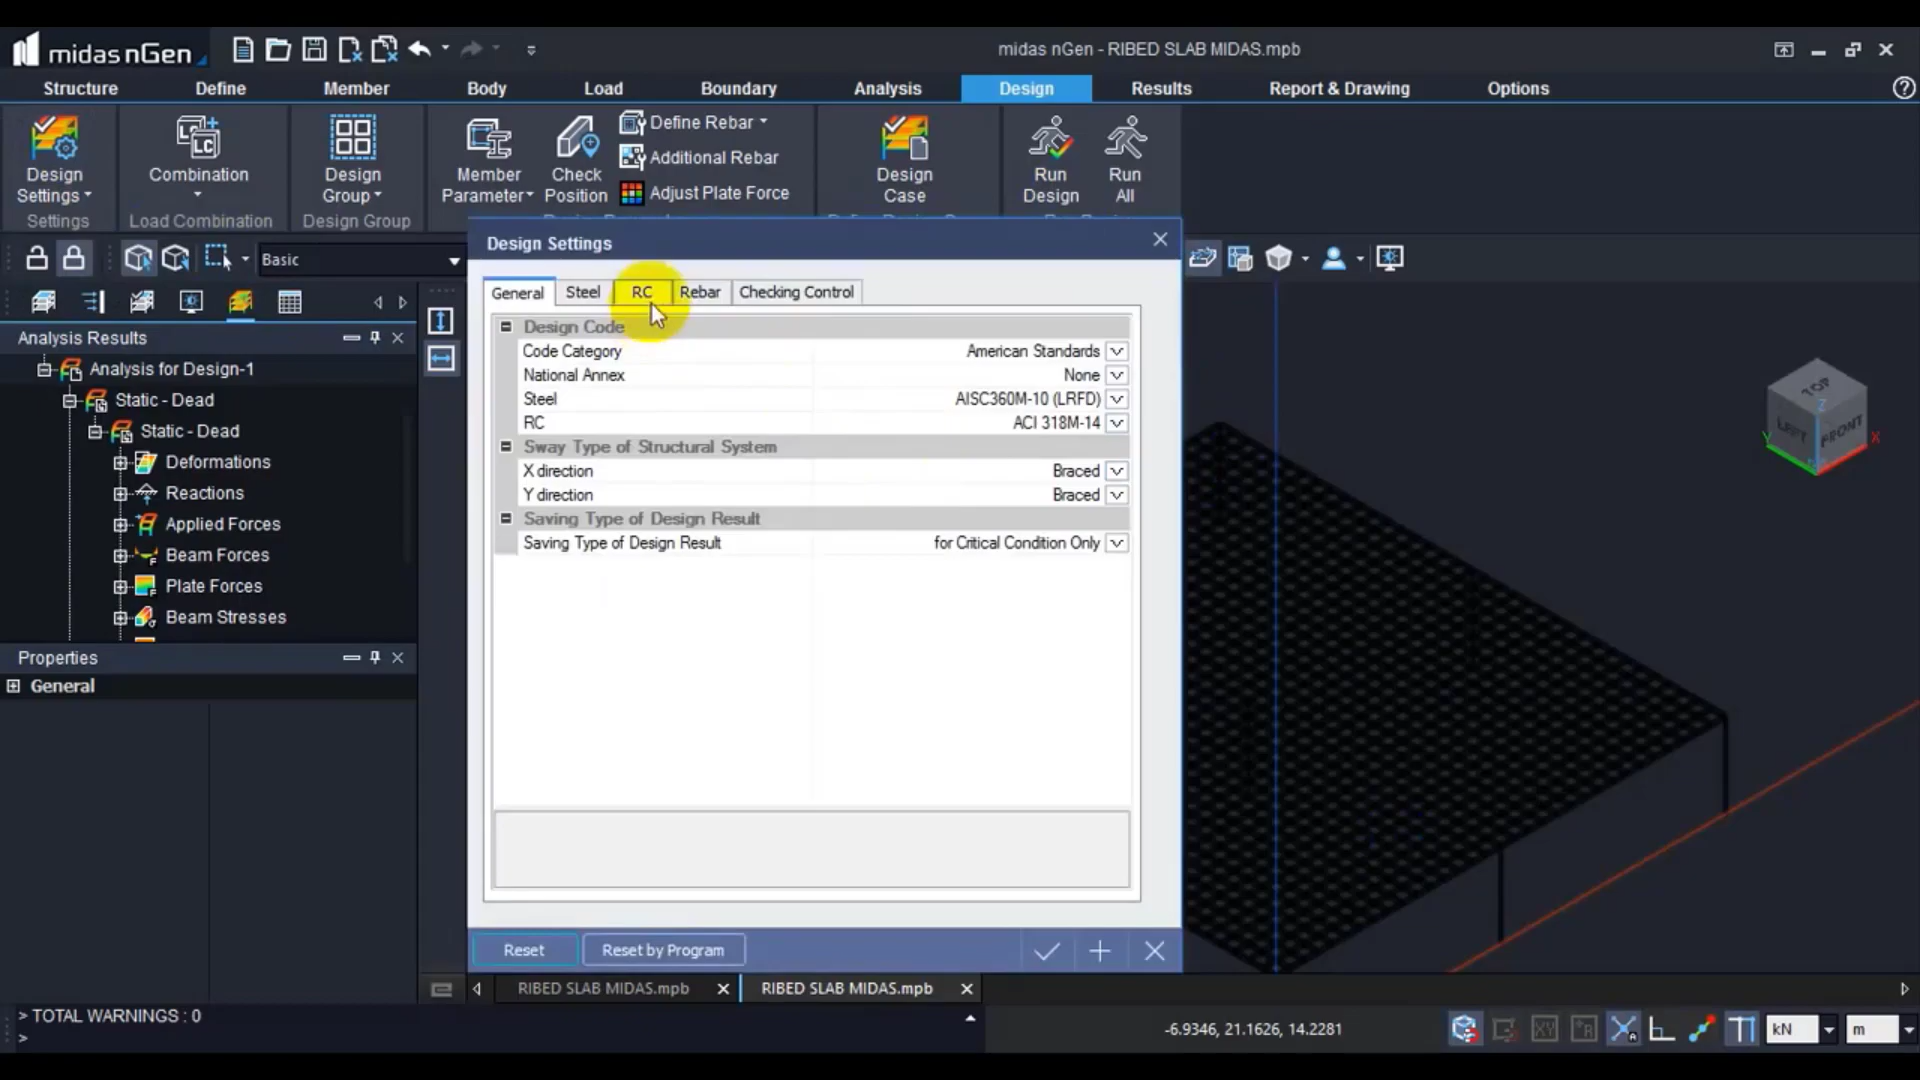 midas nGen
midas nGen - RIBED SLAB MIDAS.mpb
Structure Define Member Body Load Boundary Analysis Design Results Report & Drawing Options
Design Settings
Combination
Design Group
Member Parameter
Check Position
Define Rebar
Additional Rebar
Adjust Plate Force
Design Case
Run Design
Run All
Settings
Load Combination
Design Group
Basic
Design Settings
General Steel RC Rebar Checking Control
Design Code
Code Category American Standards
National Annex None
Steel AISC360M-10 (LRFD)
RC ACI 318M-14
Sway Type of Structural System
X direction Braced
Y direction Braced
Saving Type of Design Result
Saving Type of Design Result for Critical Condition Only
Reset
Reset by Program
Analysis Results
Analysis for Design-1
Static - Dead
Static - Dead
Deformations
Reactions
Applied Forces
Beam Forces
Plate Forces
Beam Stresses
Properties
General
TOP
LEFT
FRONT
Z
Y
X
RIBED SLAB MIDAS.mpb
RIBED SLAB MIDAS.mpb
> TOTAL WARNINGS : 0
>
-6.9346, 21.1626, 14.2281
kN
m